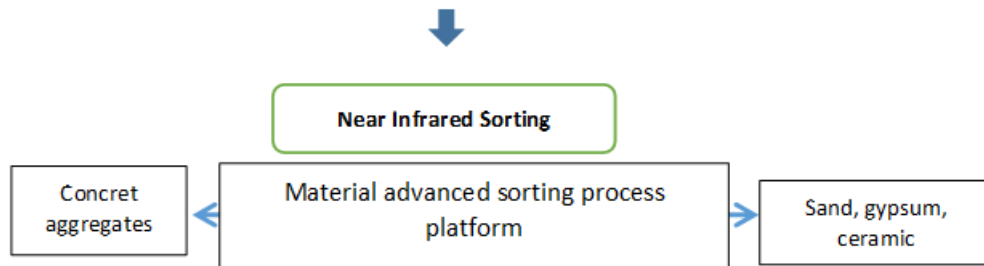 Near Infrared Sorting
Concret
aggregates
Material advanced sorting process
platform
Sand, gypsum,
ceramic